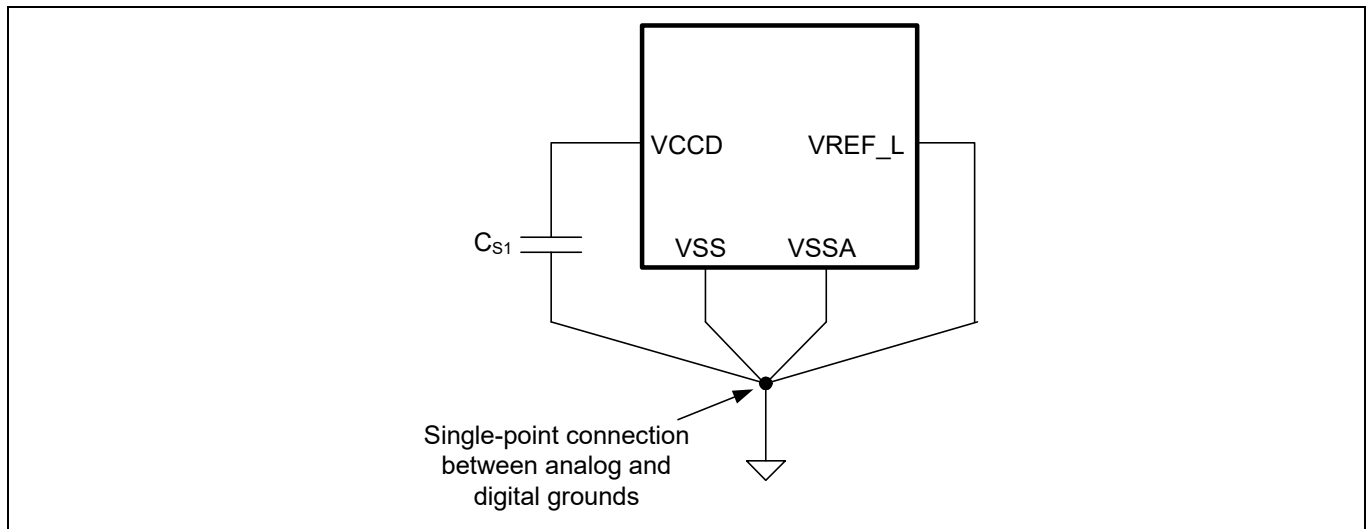 VCCD
VREF_L
CS1
VSS
VSSA
Single-point connection
between analog and
digital grounds